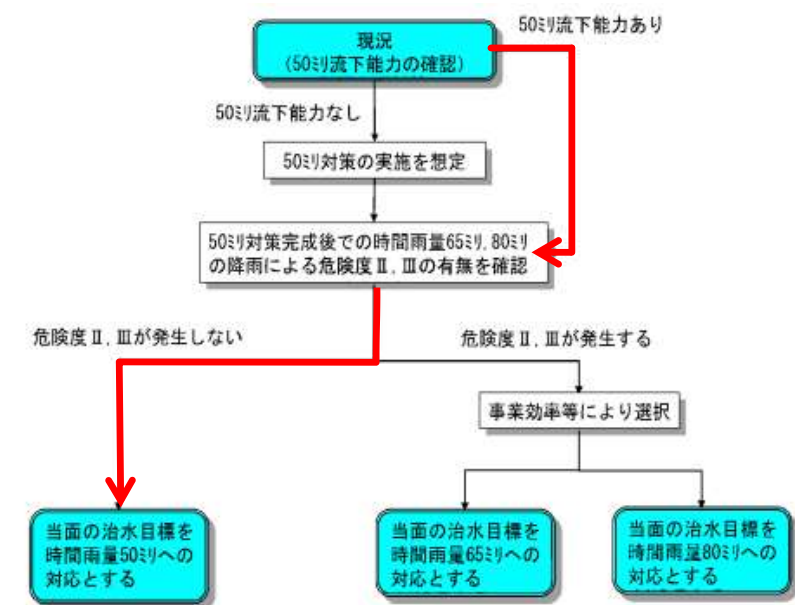 50ﾐﾘ流下能力あり
現況
(50ﾐﾘ流下能力の確認)
50ﾐﾘ流下能力なし
50ﾐﾘ対策の実施を想定
50ﾐﾘ対策完成後での時間雨量65ﾐﾘ,80ﾐﾘ
の降雨による危険度Ⅱ,Ⅲの有無を確認
危険度Ⅱ,Ⅲが発生しない
危険度Ⅱ,Ⅲが発生する
事業効率等により選択
当面の治水目標を
時間雨量50ﾐﾘへの
対応とする
当面の治水目標を
時間雨量65ﾐﾘへの
対応とする
当面の治水目標を
時間雨量80ﾐﾘへの
対応とする